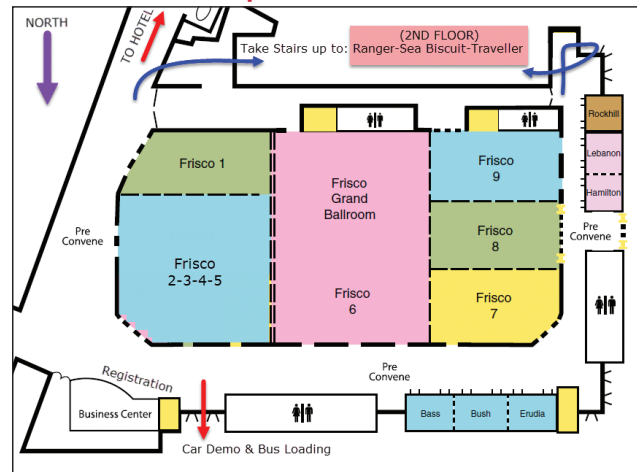 NORTH
TO HOTEL
(2ND FLOOR)
Take Stairs up to: Ranger-Sea Biscuit-Traveller
Rockhill
Lebanon
Hamilton
Frisco 1
Frisco
Grand
Ballroom
Frisco
9
Pre
Convene
Frisco
2-3-4-5
Frisco
6
Frisco
8
Frisco
7
Pre
Convene
Pre
Convene
Registration
Business Center
Bass
Bush
Erudia
Car Demo & Bus Loading